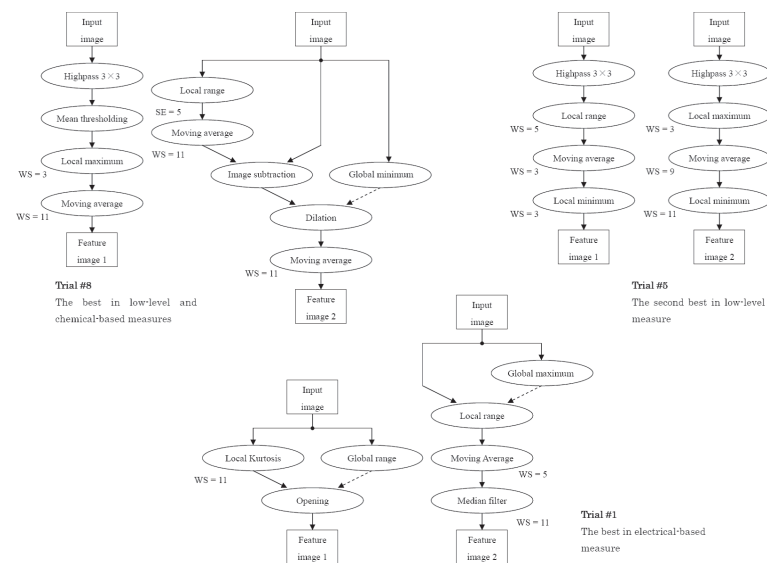 Input
image
Highpass 3×3
Mean thresholding
Local maximum
WS = 3
Moving average
WS = 11
Feature
image 1
Input
image
Local range
SE = 5
Moving average
WS = 11
Image subtraction
Global minimum
Dilation
Moving average
WS = 11
Feature
image 2
Trial #8
The best in low-level and
chemical-based measures
Input
image
Highpass 3×3
Local range
WS = 5
Moving average
WS = 3
Local minimum
WS = 3
Feature
image 1
Input
image
Highpass 3×3
Local maximum
WS = 3
Moving average
WS = 9
Local minimum
WS = 11
Feature
image 2
Trial #5
The second best in low-level
measure
Input
image
Local Kurtosis
WS = 11
Global range
Opening
Feature
image 1
Input
image
Global maximum
Local range
Moving Average
WS = 5
Median filter
WS = 11
Feature
image 2
Trial #1
The best in electrical-based
measure